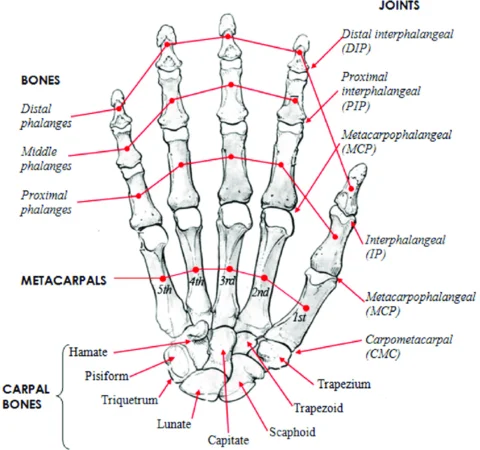 JOINTS
Distal interphalangeal
(DIP)
Proximal
interphalangeal
(PIP)
Metacarpophalangeal
(MCP)
Interphalangeal
(IP)
Metacarpophalangeal
(MCP)
Carpometacarpal
(CMC)
BONES
Distal
phalanges
Middle
phalanges
Proximal
phalanges
METACARPALS
5th
4th
3rd
2nd
1st
CARPAL
BONES
Hamate
Pisiform
Triquetrum
Lunate
Capitate
Scaphoid
Trapezoid
Trapezium